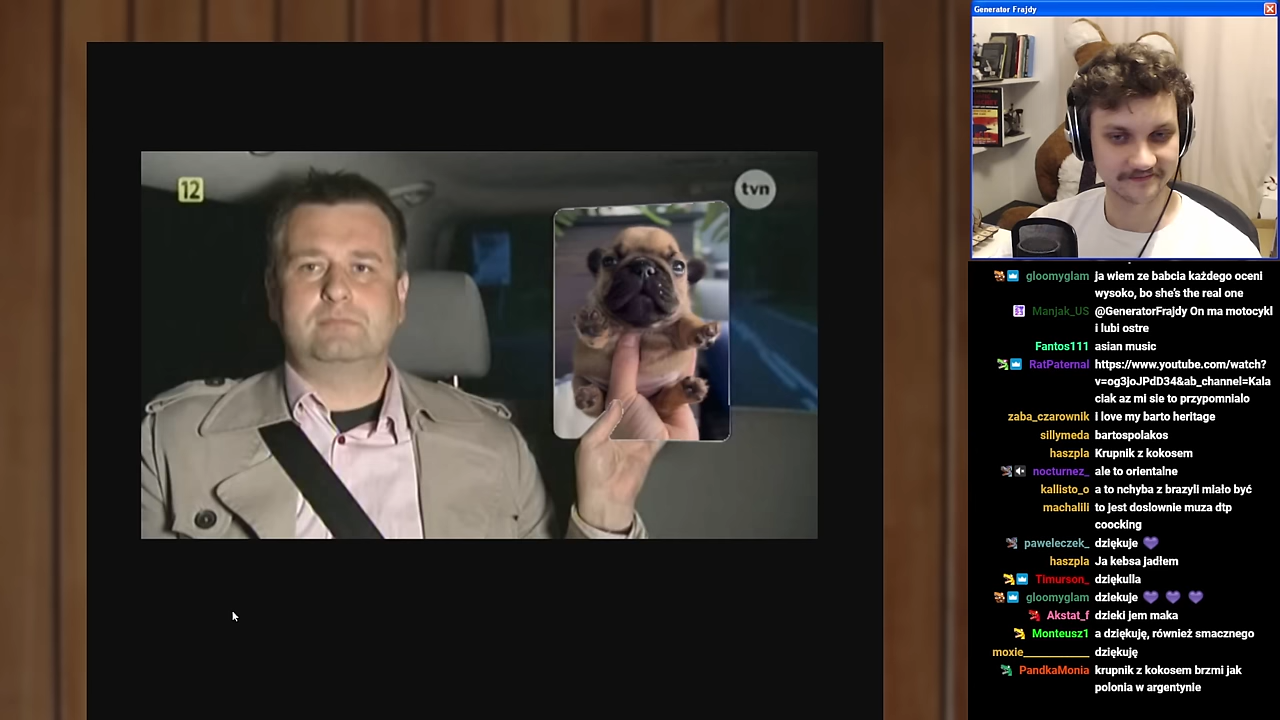 Generator Frajdy
12
tvn
gloomyglam ja wiem ze babcia każdego oceni
wysoko, bo she's the real one
Manjak_US @GeneratorFrajdy On ma motocykl
i lubi ostre
Fantos111 asian music
RatPaternal https://www.youtube.com/watch?
v=og3joJPdD34&ab_channel=Kala
ciak az mi sie to przypomnialo
zaba_czarownik I love my barto heritage
sillymeda bartospolakos
haszpla Krupnik z kokosem
nocturnez_ ale to orientalne
kallisto_o a to nchyba z brazyli miało być
machalili to jest doslownie muza dtp
coocking
paweleczek_ dziękuje
haszpla Ja kebsa jadłem
Timurson_ dziękulla
gloomyglam dziekuje
Akstat_f dzieki jem maka
Monteusz1 a dziękuję, również smacznego
moxie____________ dziękuję
PandkaMonia krupnik z kokosem brzmi jak
polonia w argentynie